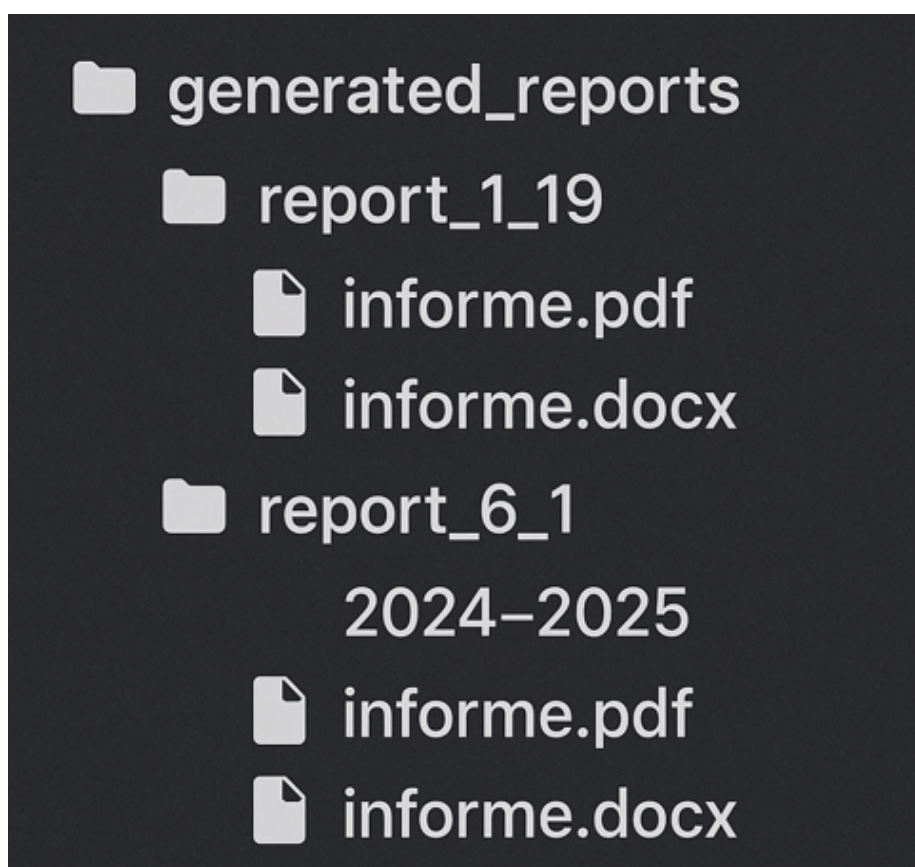 generated_reports
report_1_19
informe.pdf
informe.docx
report_6_1
2024–2025
informe.pdf
informe.docx